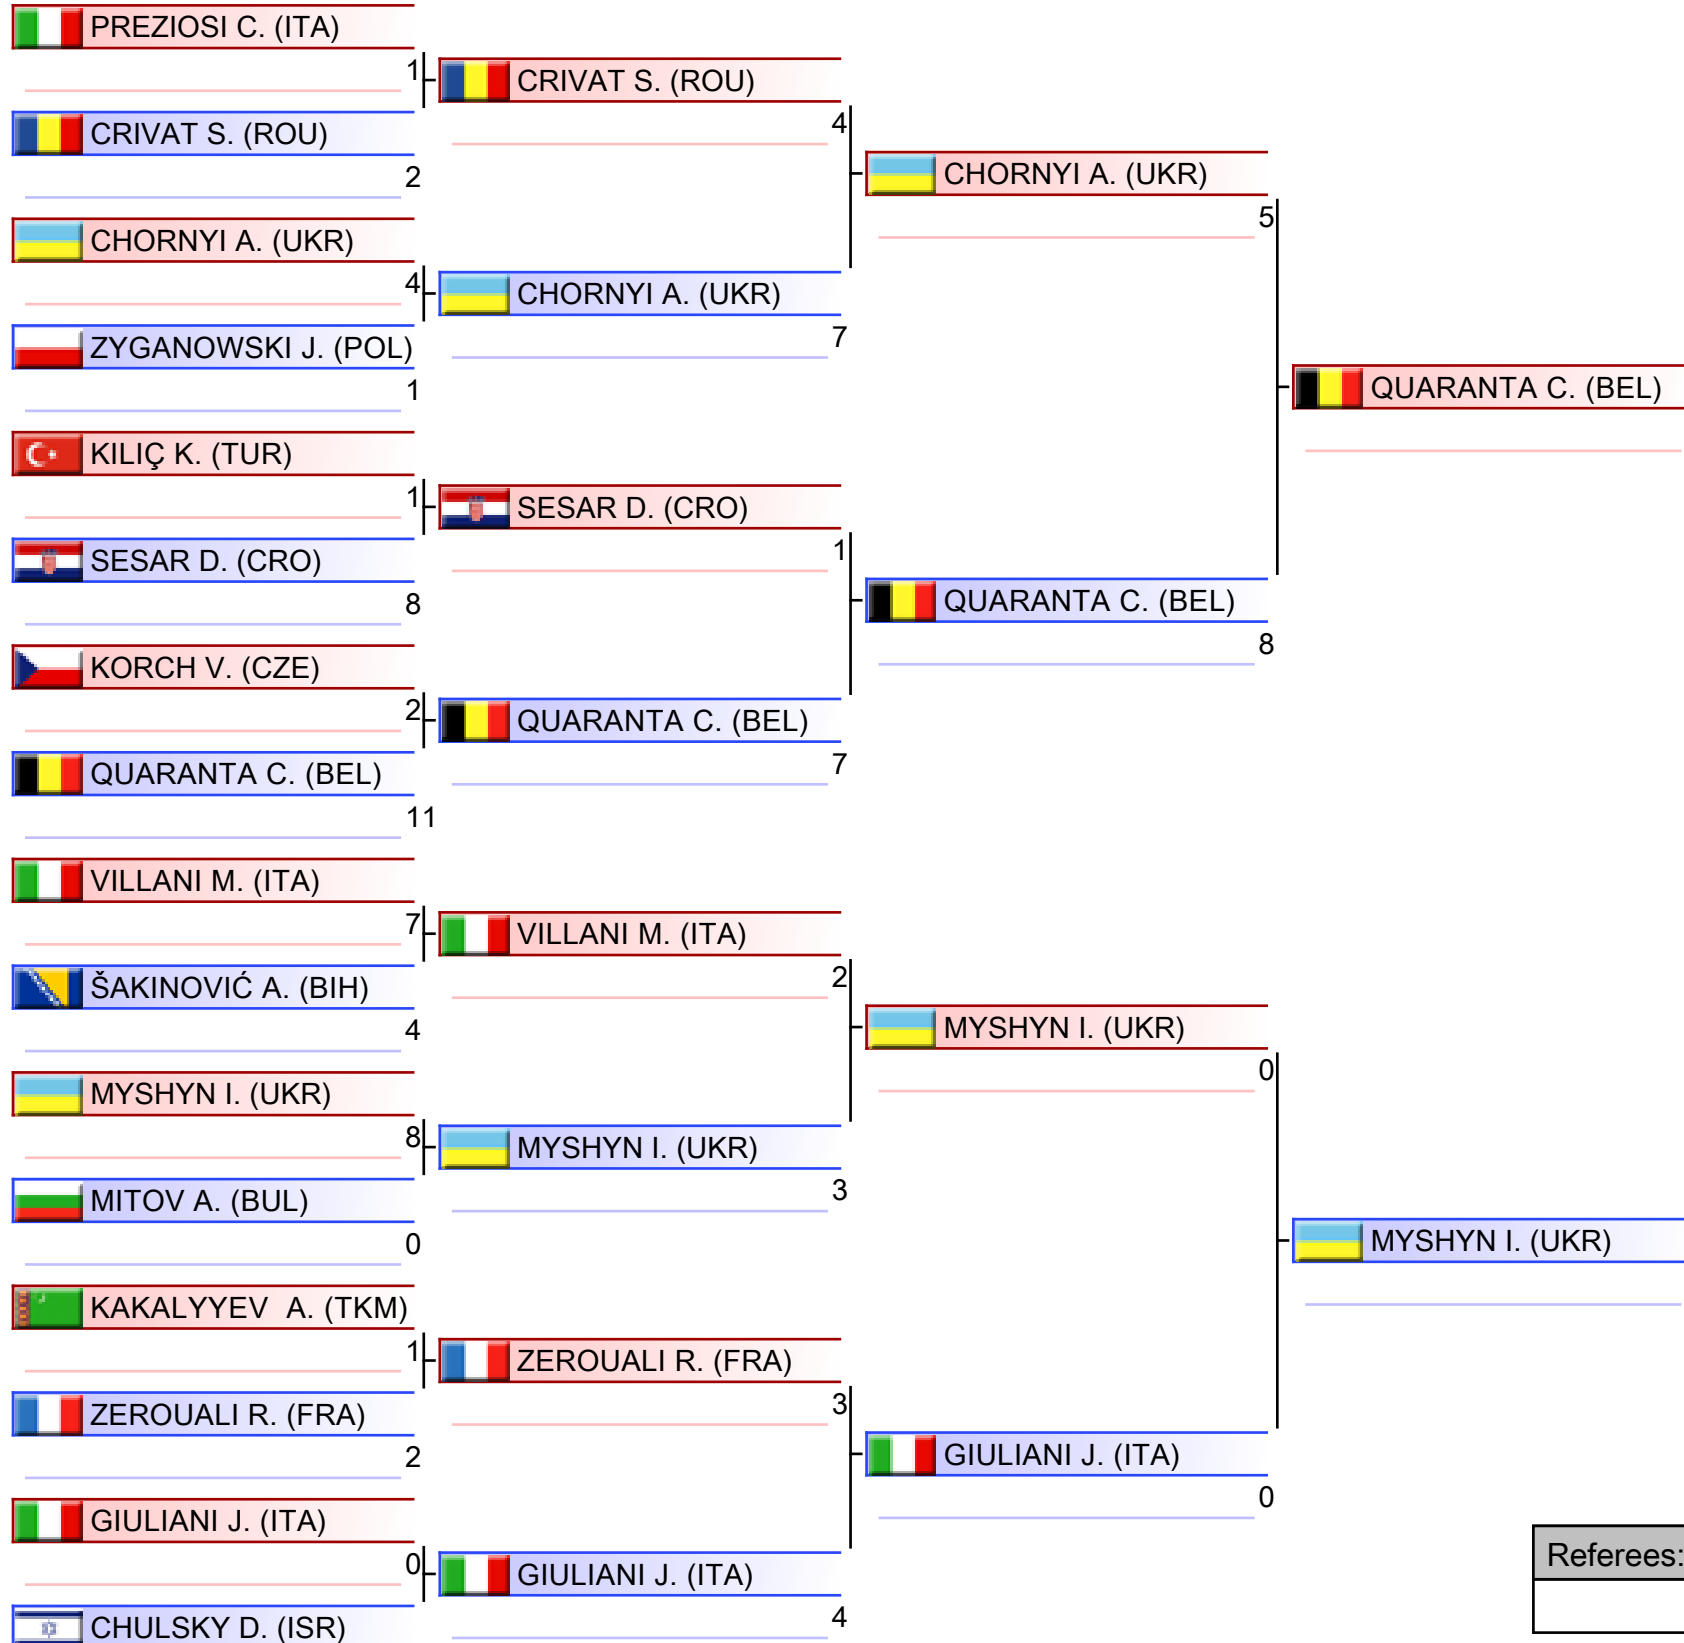 PREZIOSI C. (ITA)
1
CRIVAT S. (ROU)
2
CHORNYI A. (UKR)
4
ZYGANOWSKI J. (POL)
1
KILIÇ K. (TUR)
1
SESAR D. (CRO)
8
KORCH V. (CZE)
2
QUARANTA C. (BEL)
11
VILLANI M. (ITA)
7
ŠAKINOVIĆ A. (BIH)
4
MYSHYN I. (UKR)
8
MITOV A. (BUL)
0
KAKALYYEV  A. (TKM)
1
ZEROUALI R. (FRA)
2
GIULIANI J. (ITA)
0
CHULSKY D. (ISR)
CRIVAT S. (ROU)
4
CHORNYI A. (UKR)
7
SESAR D. (CRO)
1
QUARANTA C. (BEL)
7
VILLANI M. (ITA)
2
MYSHYN I. (UKR)
3
ZEROUALI R. (FRA)
3
GIULIANI J. (ITA)
4
CHORNYI A. (UKR)
5
QUARANTA C. (BEL)
8
MYSHYN I. (UKR)
0
GIULIANI J. (ITA)
0
QUARANTA C. (BEL)
MYSHYN I. (UKR)
Referees: